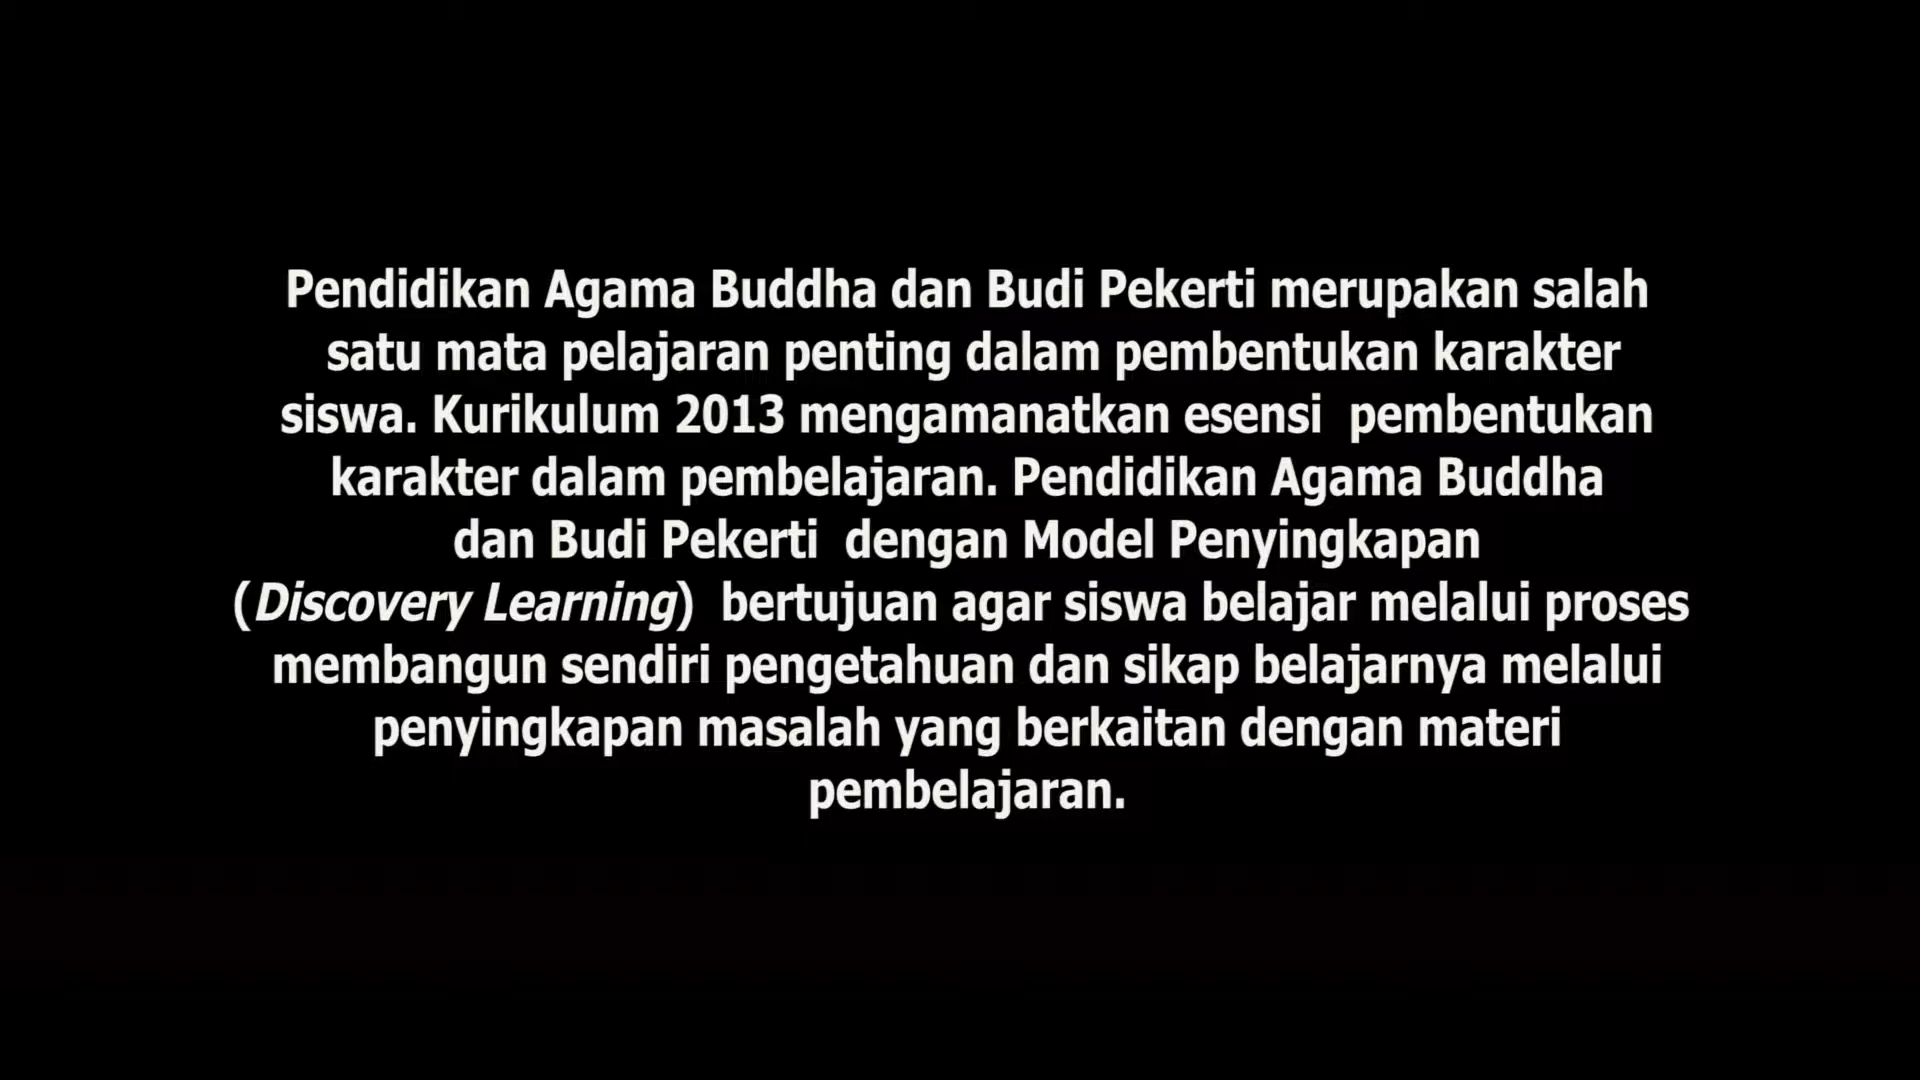 Pendidikan Agama Buddha dan Budi Pekerti merupakan salah
satu mata pelajaran penting dalam pembentukan karakter
siswa. Kurikulum 2013 mengamanatkan esensi  pembentukan
karakter dalam pembelajaran. Pendidikan Agama Buddha
dan Budi Pekerti  dengan Model Penyingkapan
(Discovery Learning)  bertujuan agar siswa belajar melalui proses
membangun sendiri pengetahuan dan sikap belajarnya melalui
penyingkapan masalah yang berkaitan dengan materi
pembelajaran.